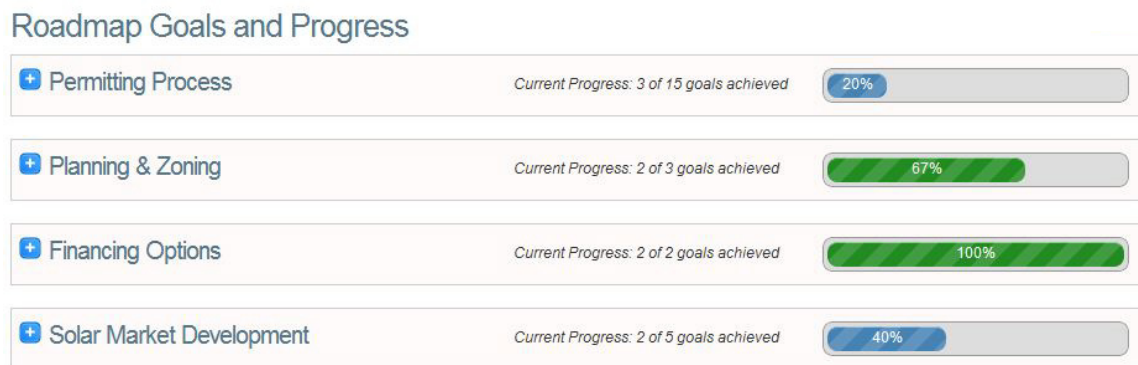 Roadmap Goals and Progress
Permitting Process Current Progress: 3 of 15 goals achieved 20%
Planning & Zoning Current Progress: 2 of 3 goals achieved 67%
Financing Options Current Progress: 2 of 2 goals achieved 100%
Solar Market Development Current Progress: 2 of 5 goals achieved 40%